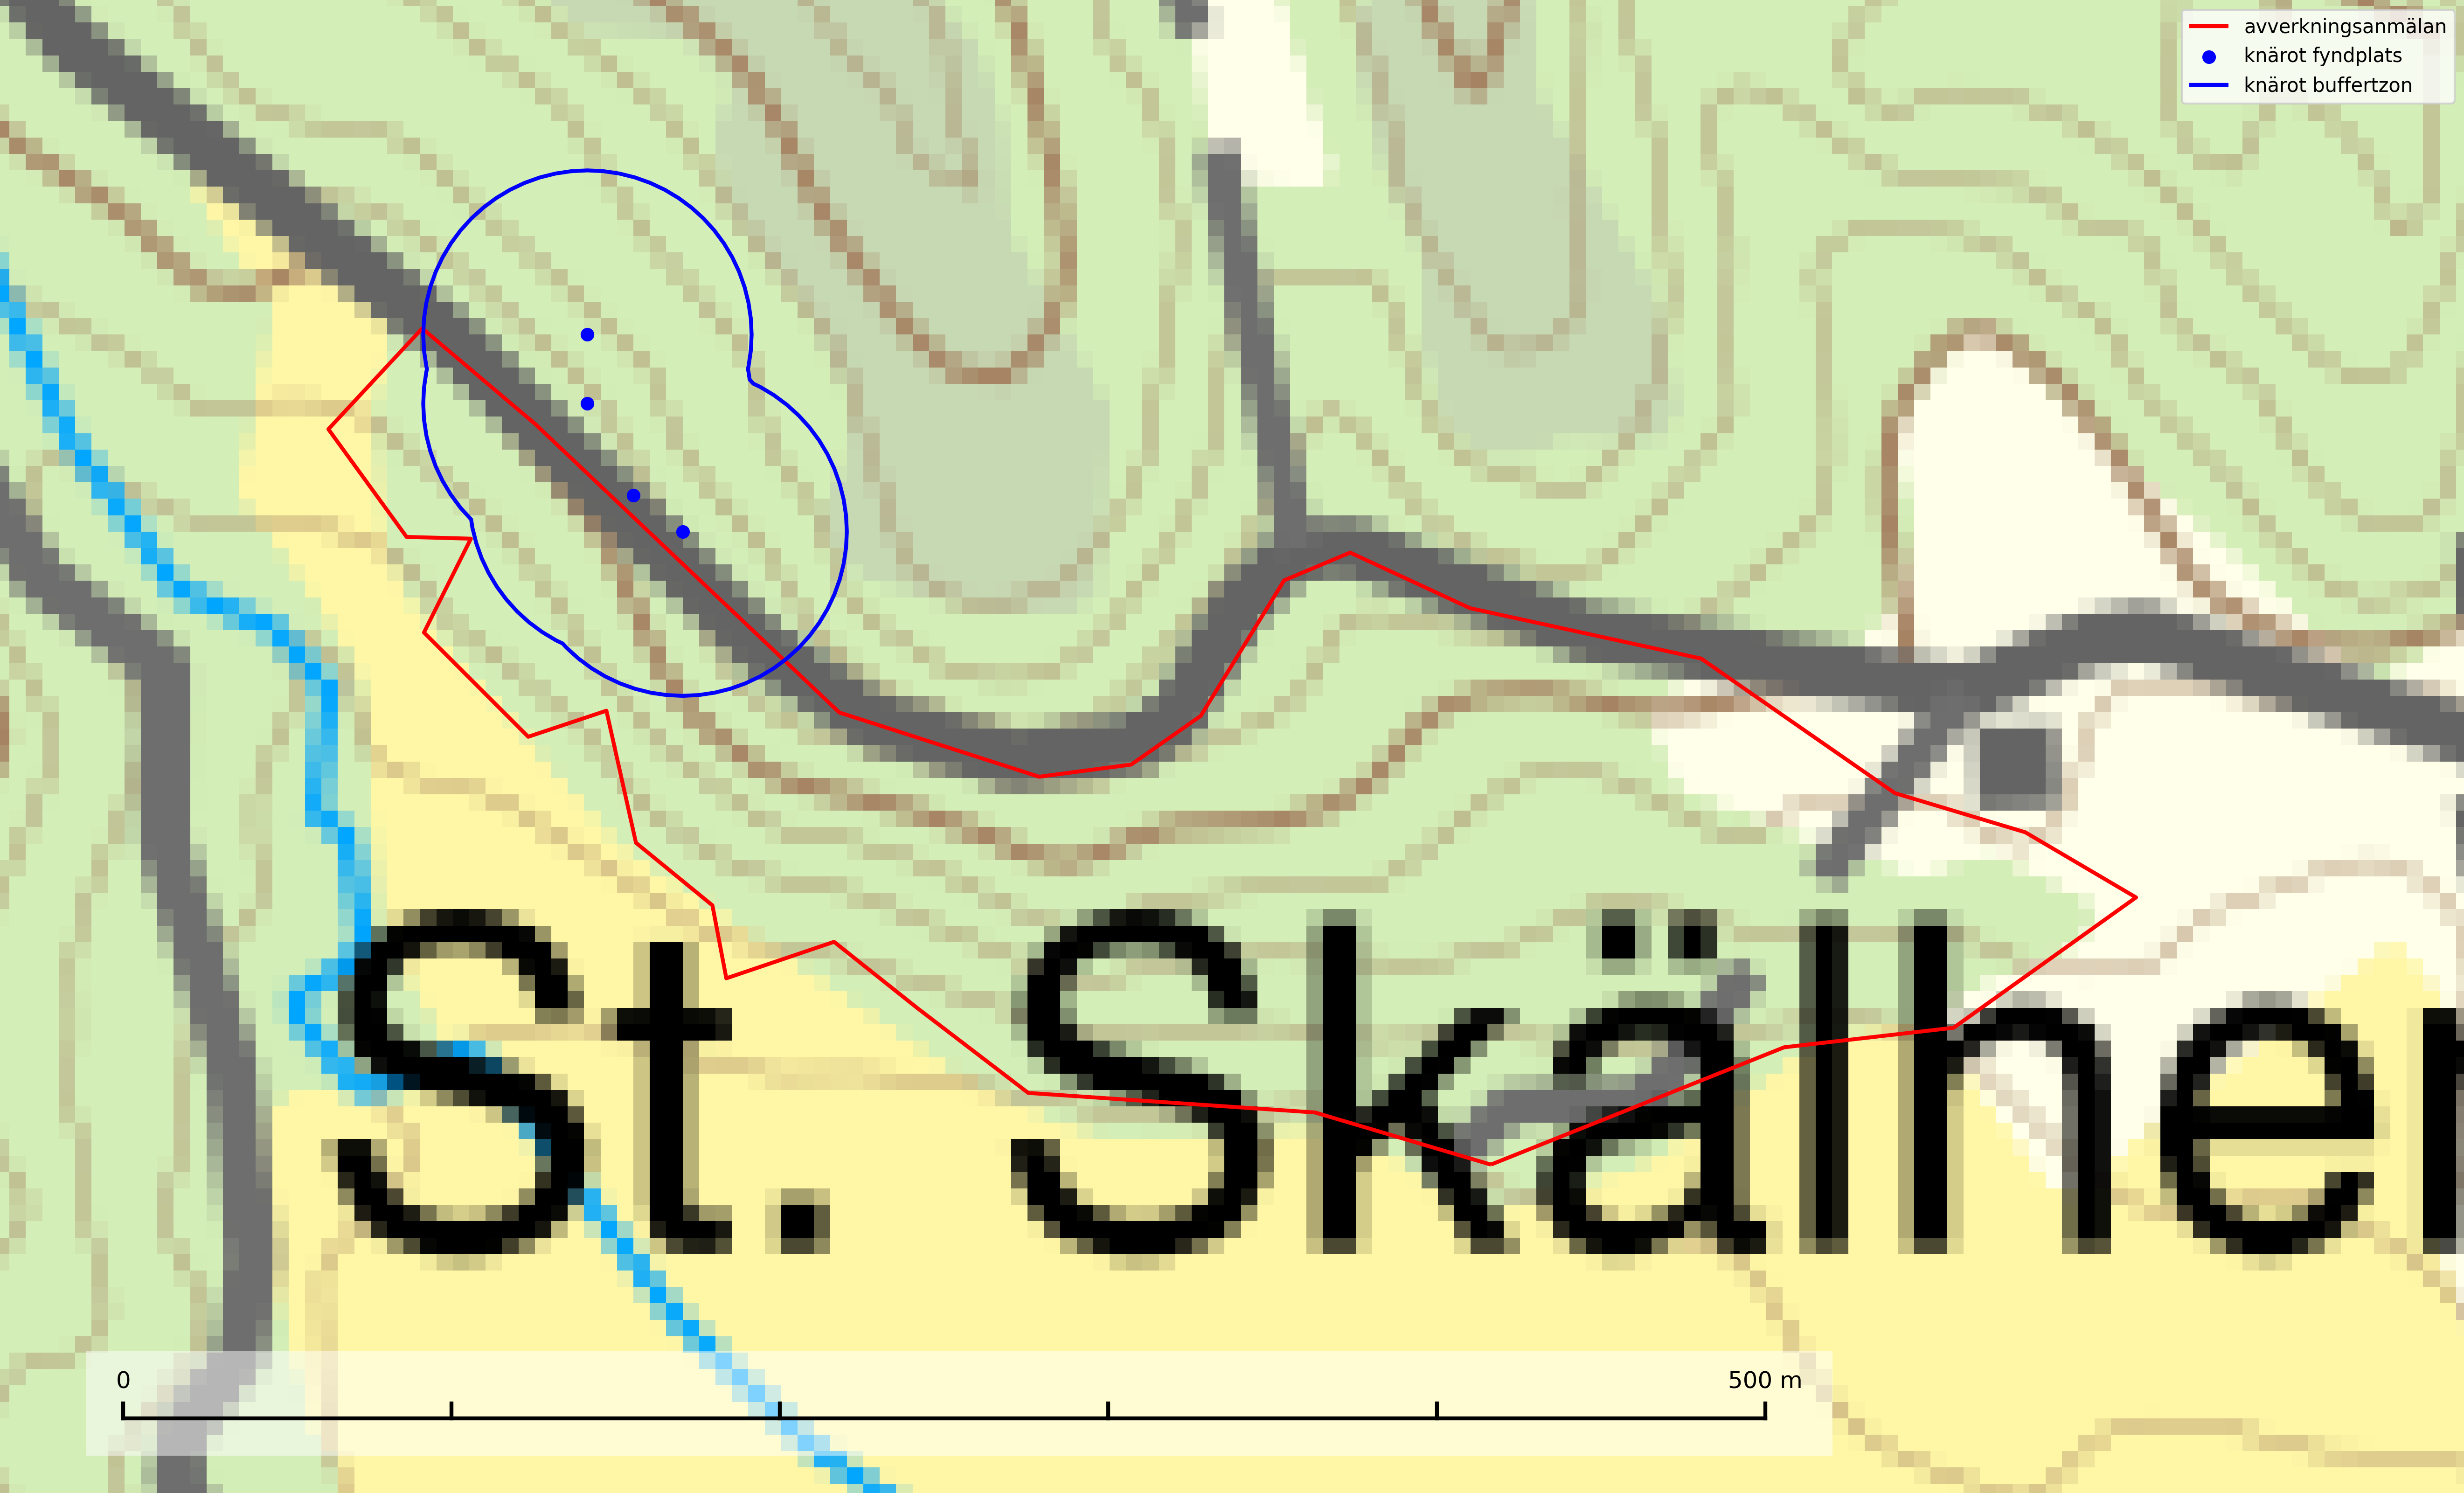 avverkningsanmälan
knärot fyndplats
knärot buffertzon
St. Skälhe
0
500 m